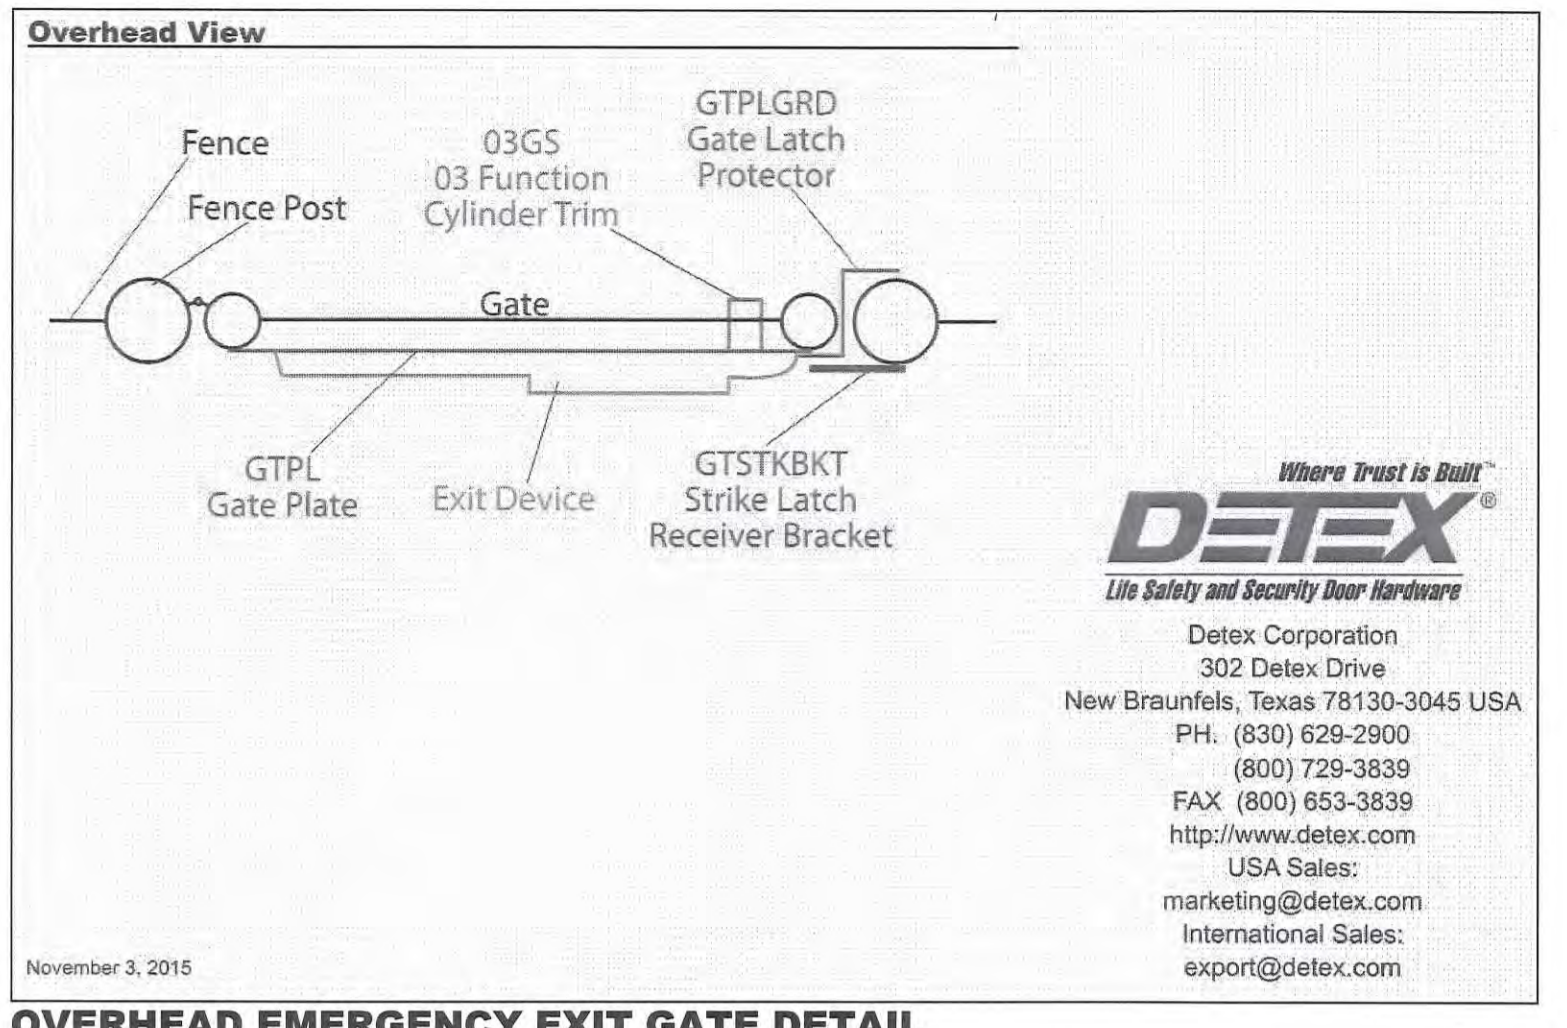 Overhead View
Fence
Fence Post
03GS
03 Function
Cylinder Trim
GTPLGRD
Gate Latch
Protector
Gate
GTPL
Gate Plate
Exit Device
GTSTKBKT
Strike Latch
Receiver Bracket
Where Trust is Built™
DETEX®
Life Safety and Security Door Hardware
Detex Corporation
302 Detex Drive
New Braunfels, Texas 78130-3045 USA
PH. (830) 629-2900
(800) 729-3839
FAX (800) 653-3839
http://www.detex.com
USA Sales:
marketing@detex.com
International Sales:
export@detex.com
November 3, 2015
OVERHEAD EMERGENCY EXIT GATE DETAIL